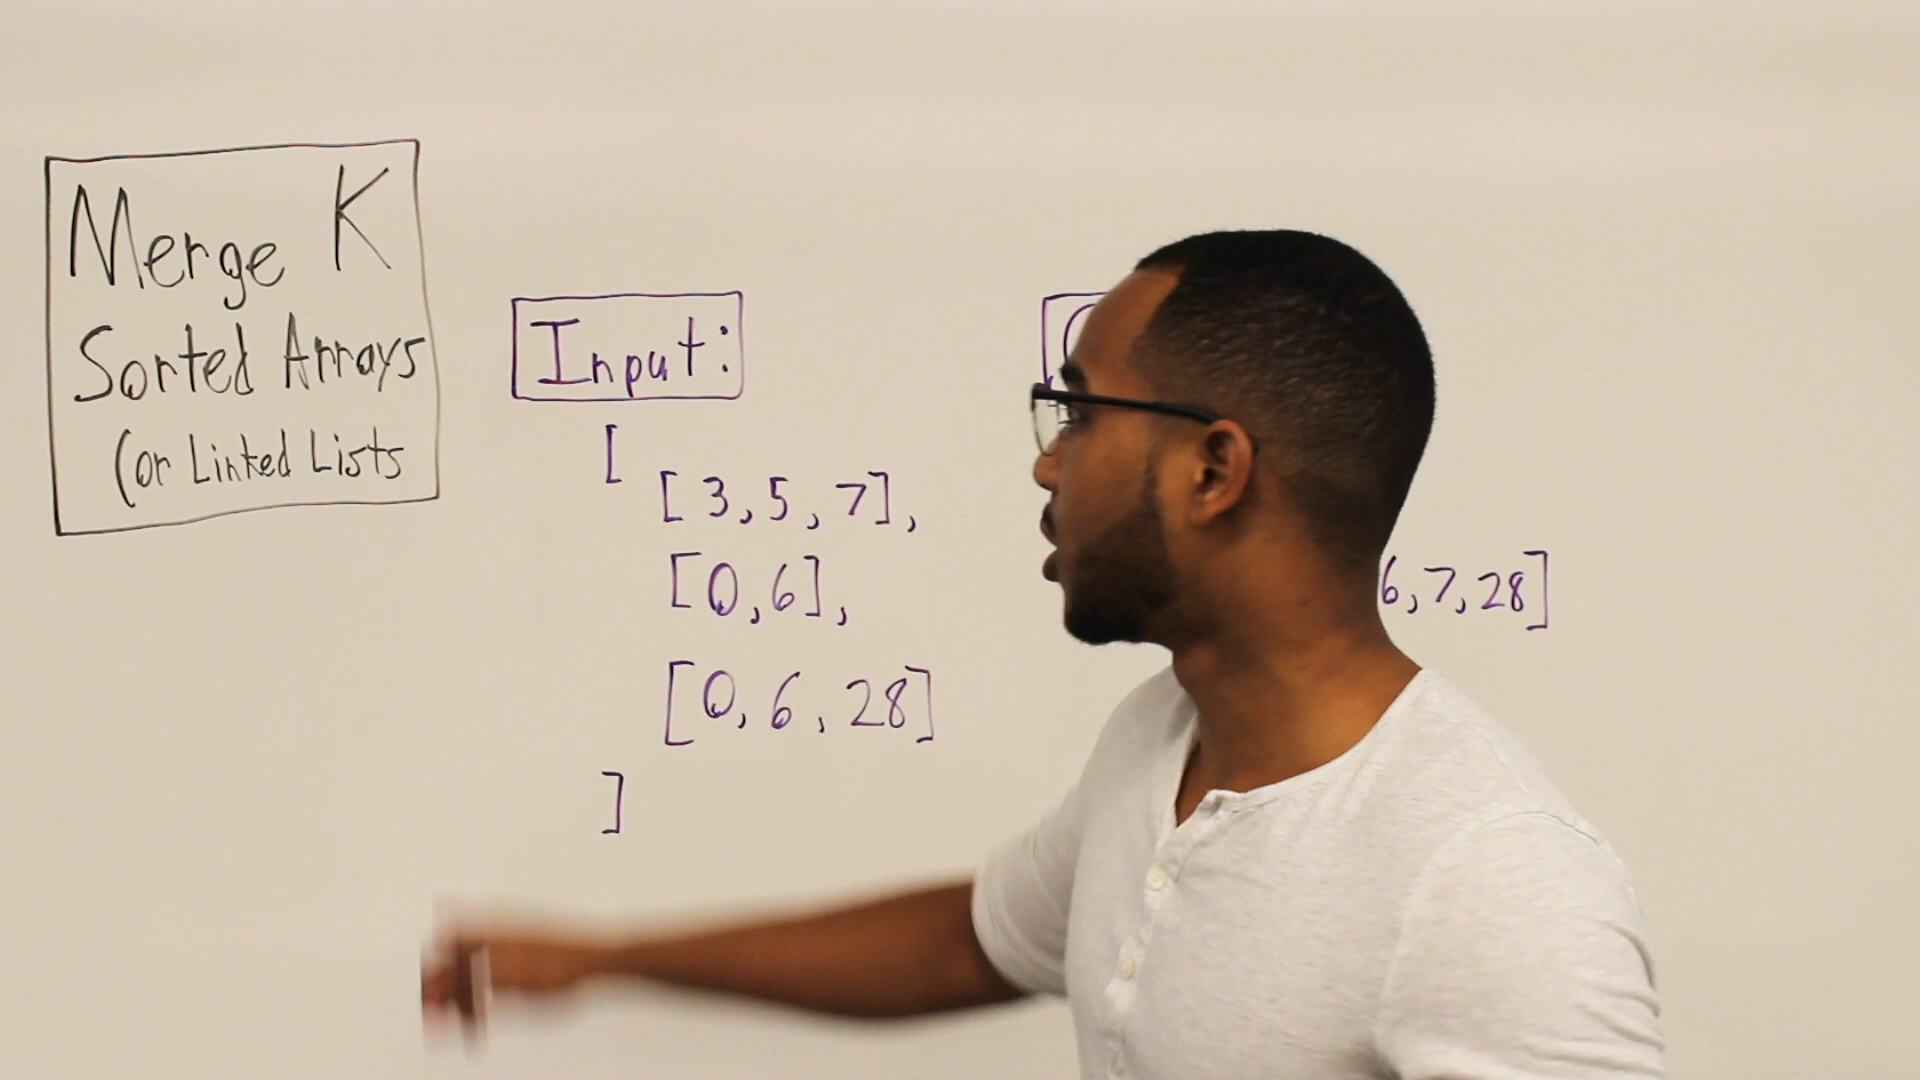 Merge K
Sorted Arrays
(or Linked Lists
Input:
[
[3,5,7],
[0,6],
[0,6,28]
]
6,7,28]